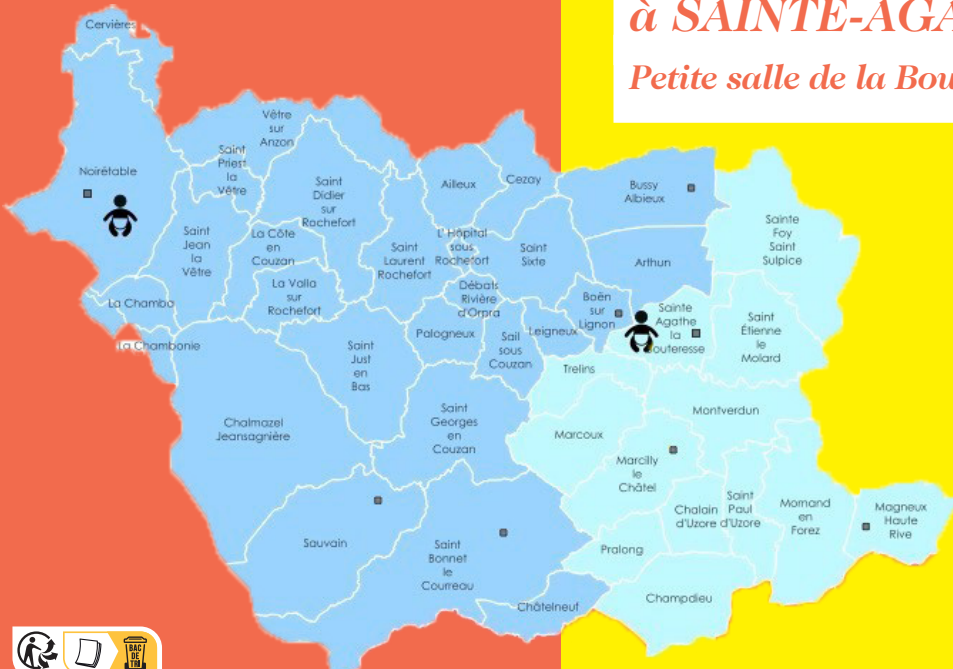 à SAINTE-AGA
Petite salle de la Bou
Cervières
Noirétable
Vêtre
sur
Anzon
Saint
Priest
la
Vêtre
Saint
Didier
sur
Rochefort
Ailleux
Cezay
Bussy
Albieux
Sainte
Foy
Saint
Sulpice
Saint
Jean
la
Vêtre
La Côte
en
Couzan
Saint
Laurent
Rochefort
L' Hôpital
sous
Rochefort
Saint
Sixte
Arthun
La Chamba
La Valla
sur
Rochefort
Débats
Rivière
d'Orpra
Boën
sur
Lignon
Sainte
Agathe
la
Bouteresse
Saint
Étienne
le
Molard
La Chambonie
Saint
Just
en
Bas
Palogneux
Sail
sous
Couzan
Leigneux
Trelins
Chalmazel
Jeansagnière
Saint
Georges
en
Couzan
Marcoux
Montverdun
Marcilly
le
Châtel
Chalain
d'Uzore
Saint
Paul
d'Uzore
Mornand
en
Forez
Magneux
Haute
Rive
Sauvain
Saint
Bonnet
le
Courreau
Pralong
Châtelneuf
Champdieu
BAC
DE
TRI